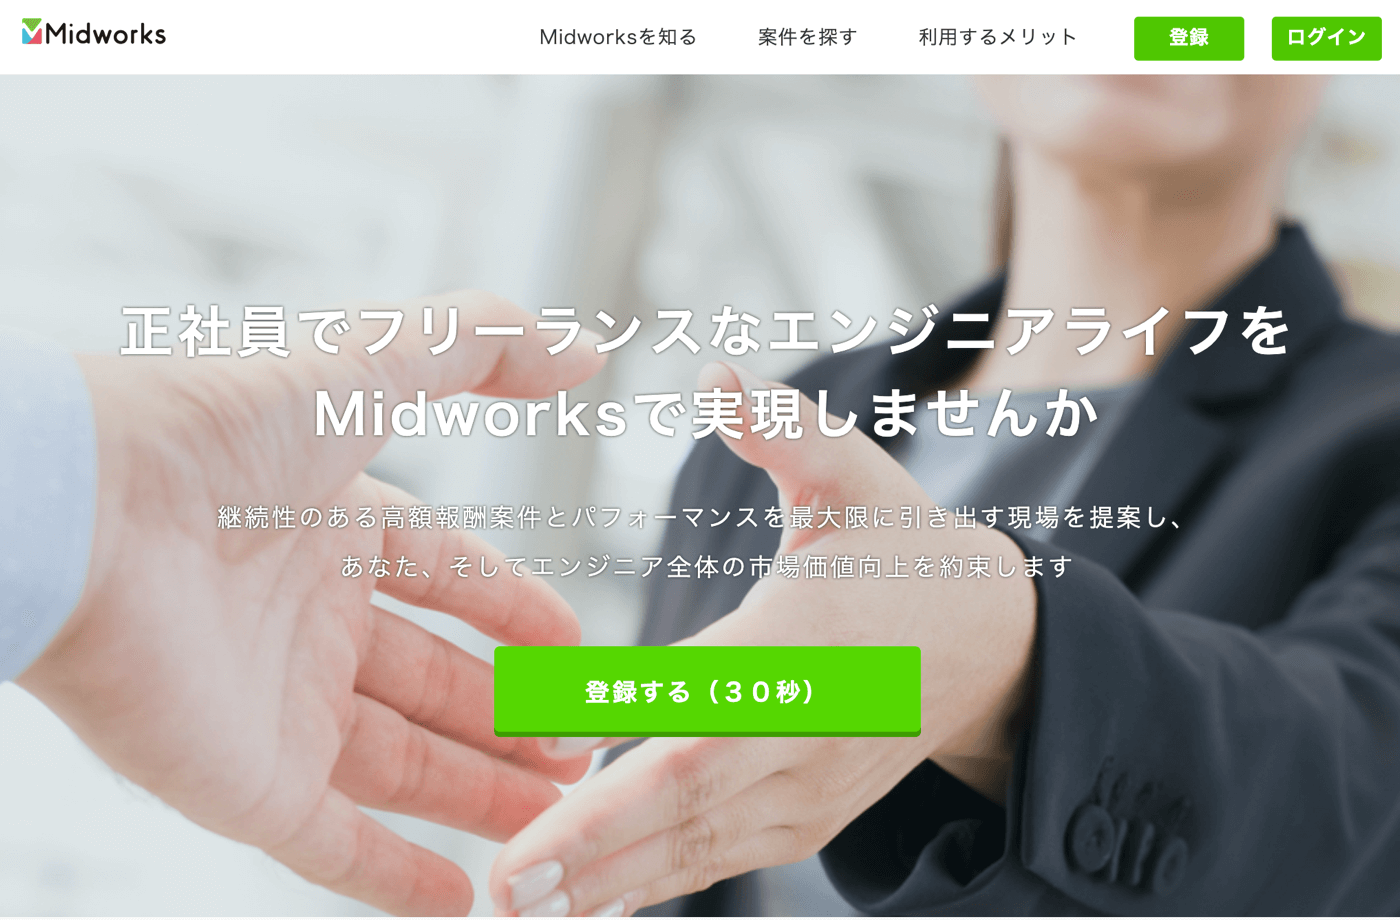 Midworks
Midworksを知る
案件を探す
利用するメリット
登録
ログイン
正社員でフリーランスなエンジニアライフを
Midworksで実現しませんか
継続性のある高額報酬案件とパフォーマンスを最大限に引き出す現場を提案し、
あなた、そしてエンジニア全体の市場価値向上を約束します
登録する（３０秒）